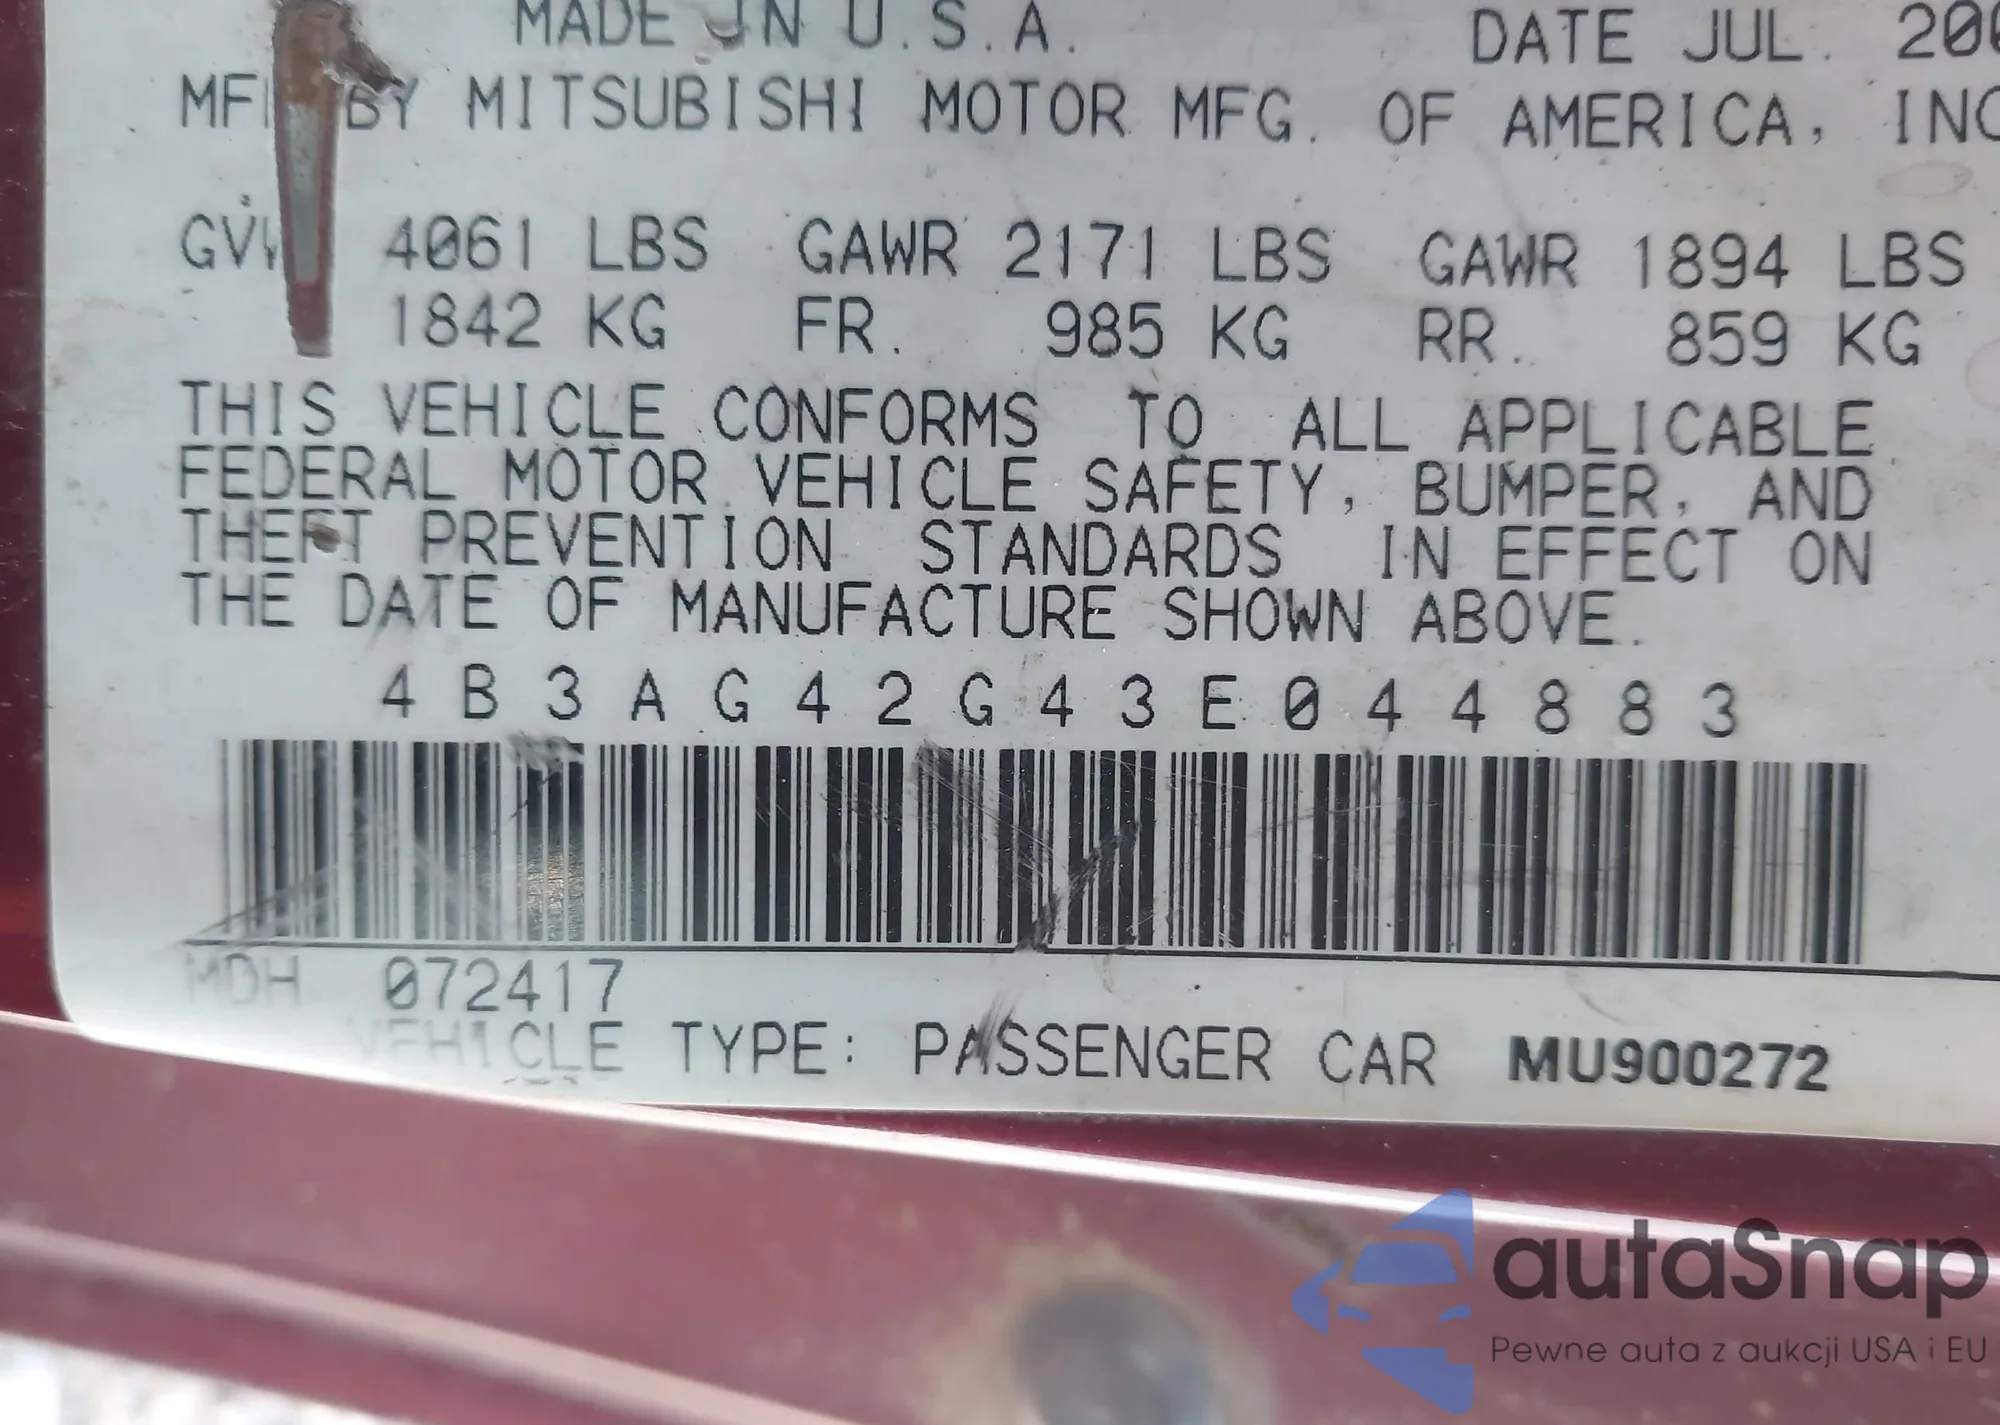 MADE IN U.S.A. DATE JUL. 200
MFD BY MITSUBISHI MOTOR MFG. OF AMERICA, INC
GVW 4061 LBS GAWR 2171 LBS GAWR 1894 LBS
1842 KG FR. 985 KG RR. 859 KG
THIS VEHICLE CONFORMS TO ALL APPLICABLE
FEDERAL MOTOR VEHICLE SAFETY, BUMPER, AND
THEFT PREVENTION STANDARDS IN EFFECT ON
THE DATE OF MANUFACTURE SHOWN ABOVE.
4B3AG42G43E044883
MDH 072417
VEHICLE TYPE: PASSENGER CAR MU900272
autaSnap
Pewne auta z aukcji USA i EU